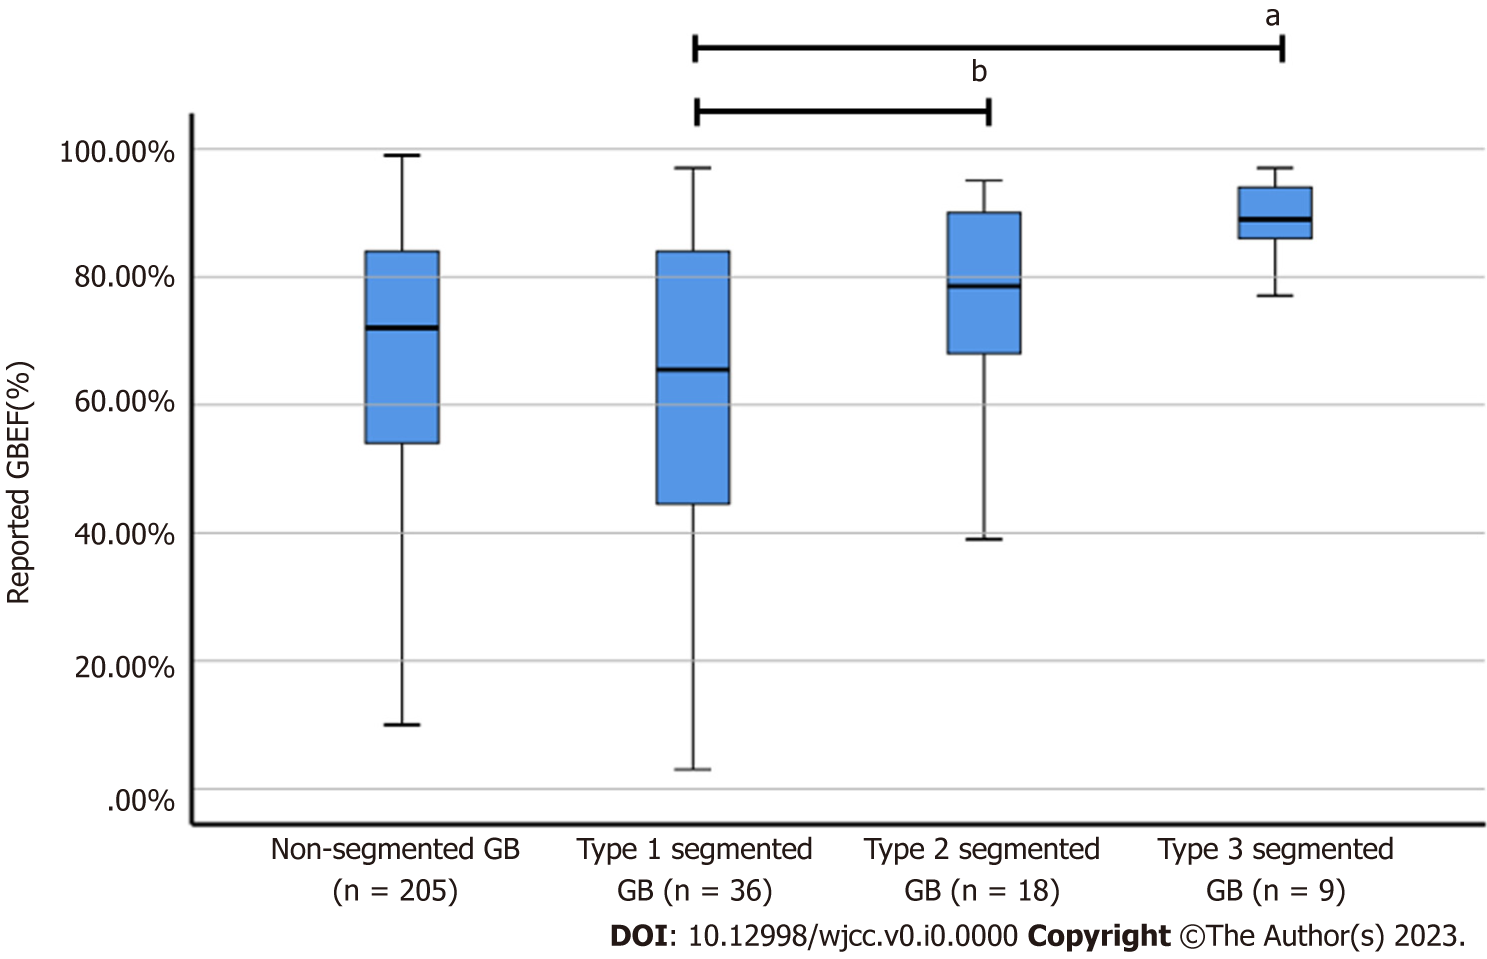 a
b
100.00%
80.00%
60.00%
40.00%
20.00%
.00%
Reported GBEF(%)
Non-segmented GB
(n = 205)
Type 1 segmented
GB (n = 36)
Type 2 segmented
GB (n = 18)
Type 3 segmented
GB (n = 9)
DOI: 10.12998/wjcc.v0.i0.0000 Copyright ©The Author(s) 2023.